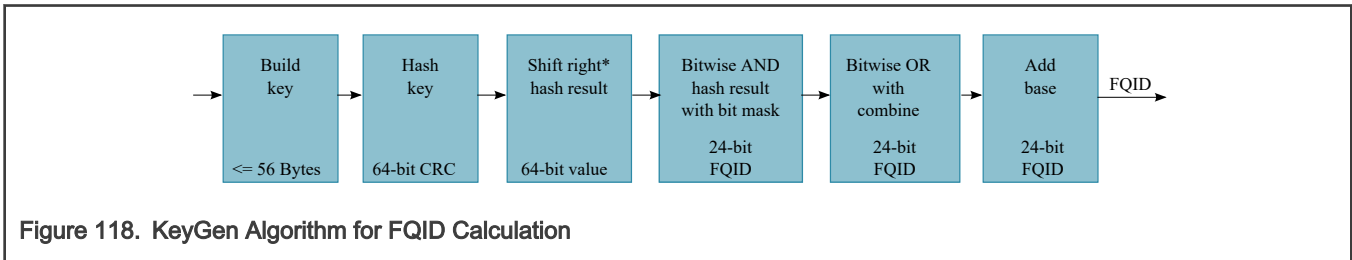 Build
key
<= 56 Bytes
Hash
key
64-bit CRC
Shift right*
hash result
64-bit value
Bitwise AND
hash result
with bit mask
24-bit
FQID
Bitwise OR
with
combine
24-bit
FQID
Add
base
24-bit
FQID
FQID
Figure 118. KeyGen Algorithm for FQID Calculation